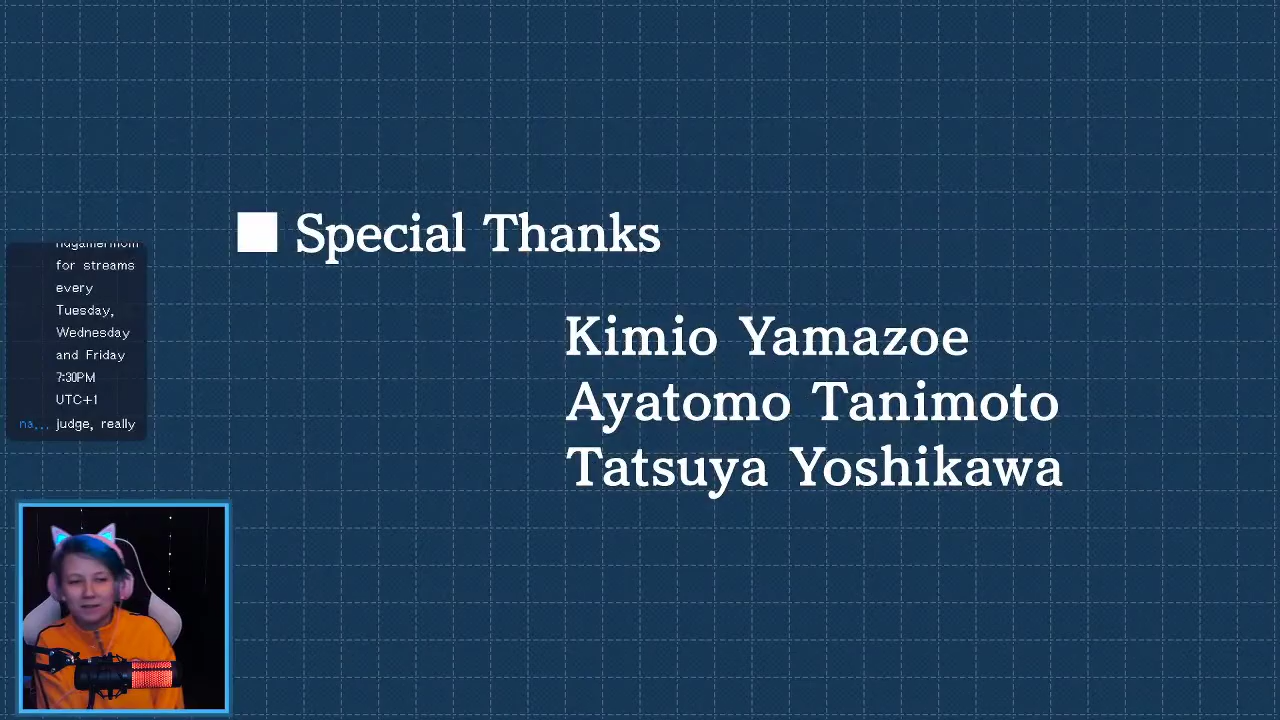 Special Thanks
Kimio Yamazoe
Ayatomo Tanimoto
Tatsuya Yoshikawa
for streams
every
Tuesday,
Wednesday
and Friday
7:30PM
UTC+1
na... judge, really